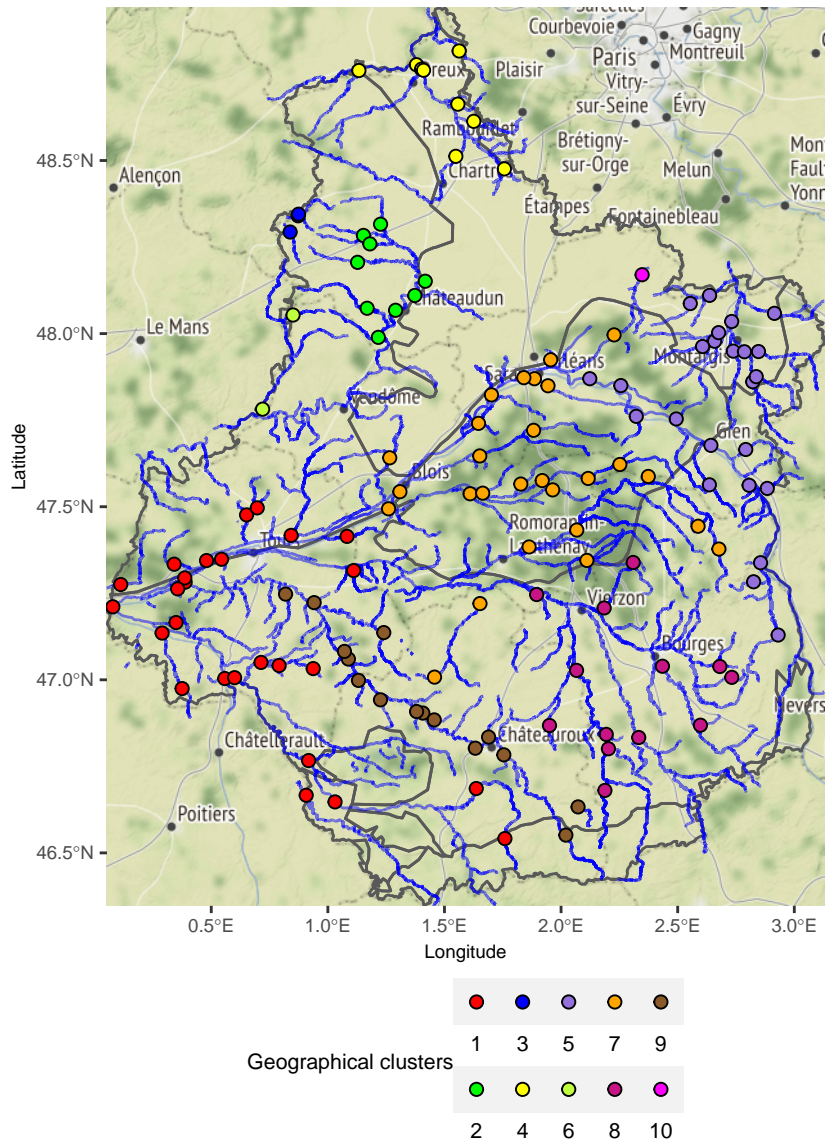 Courbevoie
Gagny
Paris
Montreuil
Plaisir
Vitry-
sur-Seine
Évry
Brétigny-
sur-Orge
Melun
Chartres
Étampes
Fontainebleau
Alençon
Châteaudun
Le Mans
Montargis
Gien
Blois
Tours
Romorantin-
Lanthenay
Vierzon
Bourges
Nevers
Châteauroux
Châtellerault
Poitiers
48.5°N
48.0°N
47.5°N
47.0°N
46.5°N
Latitude
0.5°E 1.0°E 1.5°E 2.0°E 2.5°E 3.0°E
Longitude
Geographical clusters
1 3 5 7 9
2 4 6 8 10